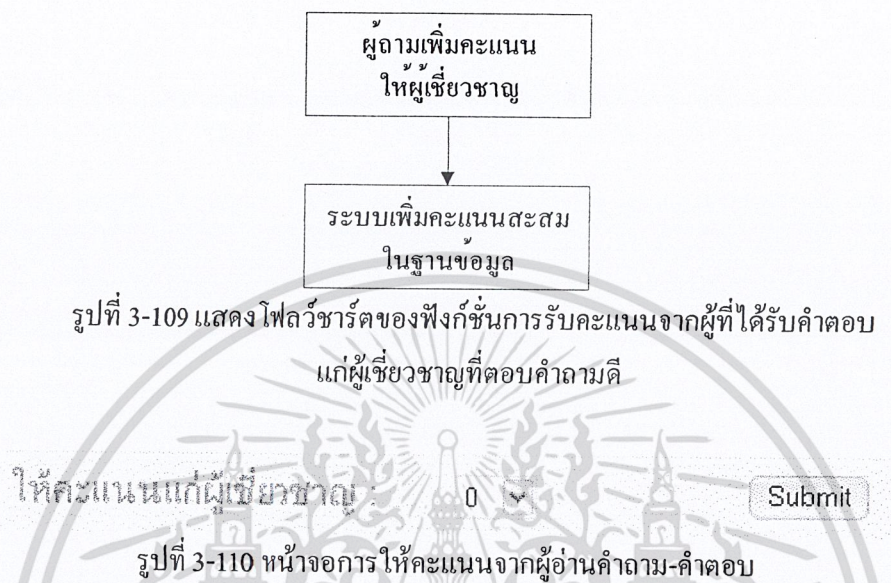 ผู้ถามเพิ่มคะแนน
ให้ผู้เชี่ยวชาญ
ระบบเพิ่มคะแนนสะสม
ในฐานข้อมูล
รูปที่ 3-109 แสดงโฟลว์ชาร์ตของฟังก์ชั่นการรับคะแนนจากผู้ที่ได้รับคำตอบ
แก่ผู้เชี่ยวชาญที่ตอบคำถามดี
ให้คะแนนแก่ผู้เชี่ยวชาญ : 0 Submit
รูปที่ 3-110 หน้าจอการให้คะแนนจากผู้อ่านคำถาม-คำตอบ